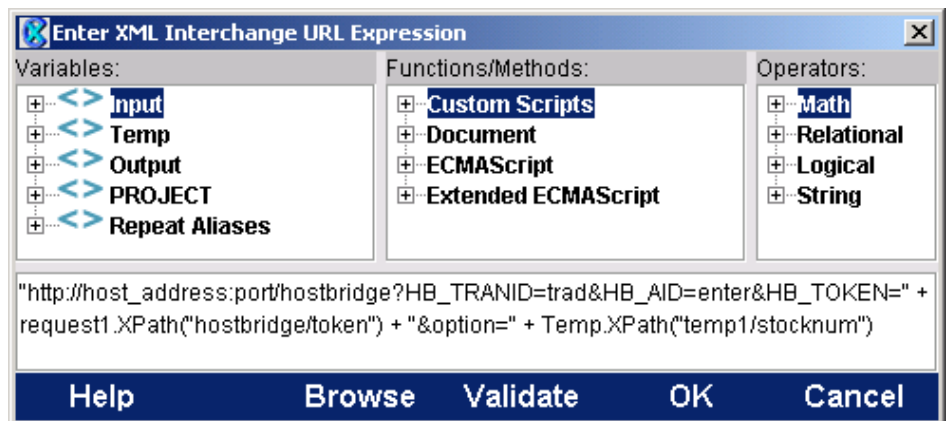 Enter XML Interchange URL Expression
Variables:
Input
Temp
Output
PROJECT
Repeat Aliases
Functions/Methods:
Custom Scripts
Document
ECMAScript
Extended ECMAScript
Operators:
Math
Relational
Logical
String
"http://host_address:port/hostbridge?HB_TRANID=trad&HB_AID=enter&HB_TOKEN=" +
request1.XPath("hostbridge/token") + "&option=" + Temp.XPath("temp1/stocknum")
Help Browse Validate OK Cancel